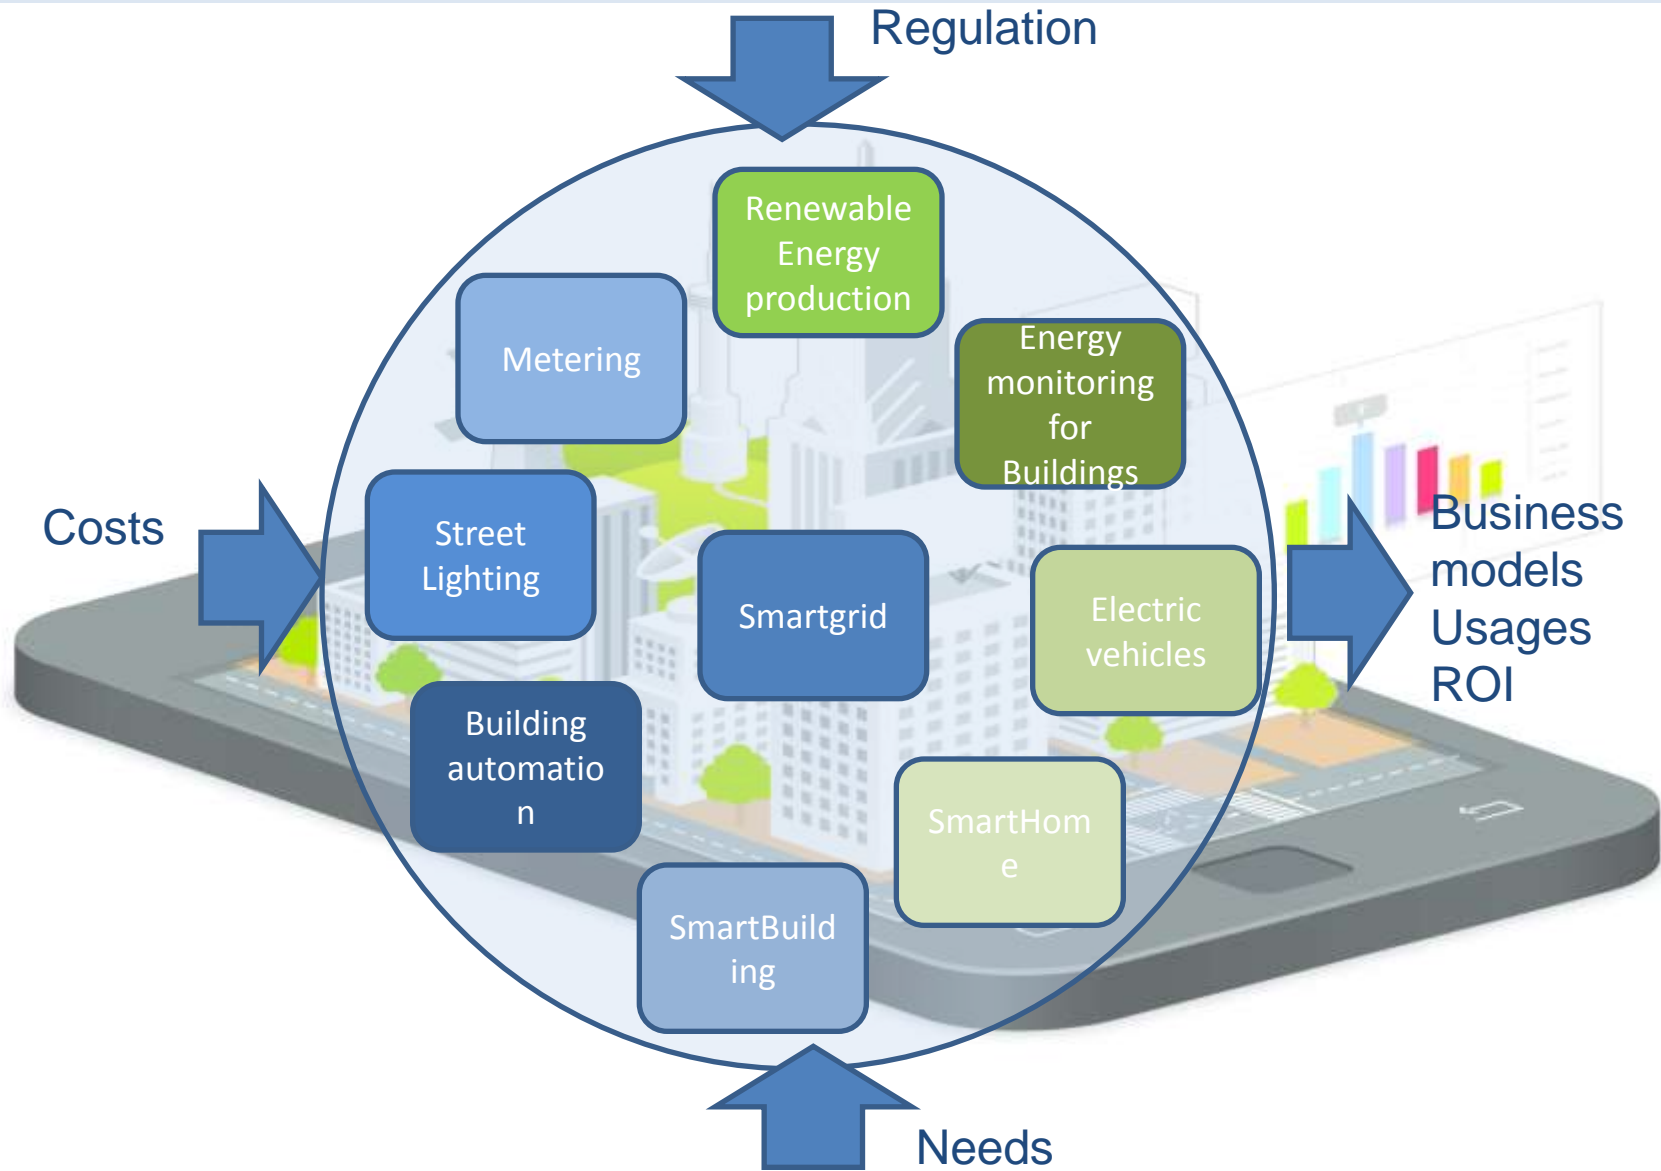 Regulation
Renewable
Energy
production
Metering
Energy
monitoring
for
Buildings
Costs
Street
Lighting
Smartgrid
Electric
vehicles
Business
models
Usages
ROI
Building
automatio
n
SmartHom
e
SmartBuild
ing
Needs